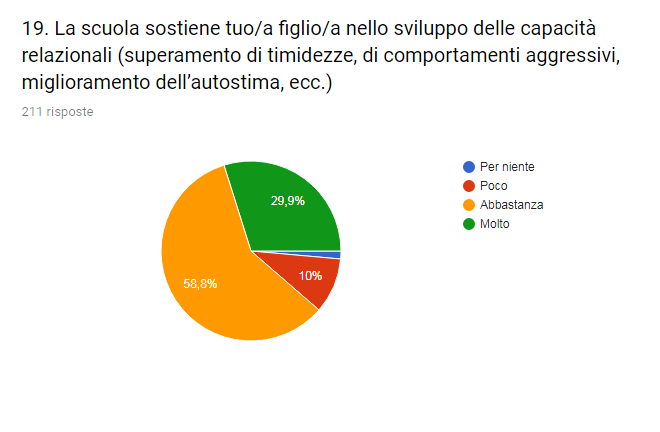 19. La scuola sostiene tuo/a figlio/a nello sviluppo delle capacità
relazionali (superamento di timidezze, di comportamenti aggressivi,
miglioramento dell’autostima, ecc.)
211 risposte
Per niente
Poco
Abbastanza
Molto
29,9%
10%
58,8%